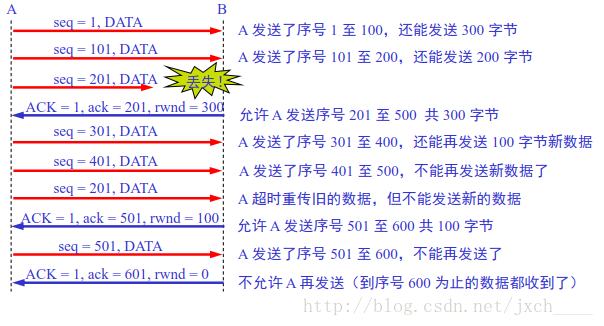 A B
seq = 1, DATA A 发送了序号 1 至 100，还能发送 300 字节
seq = 101, DATA A 发送了序号 101 至 200，还能发送 200 字节
seq = 201, DATA 丢失!
ACK = 1, ack = 201, rwnd = 300 允许 A 发送序号 201 至 500 共 300 字节
seq = 301, DATA A 发送了序号 301 至 400，还能再发送 100 字节新数据
seq = 401, DATA A 发送了序号 401 至 500，不能再发送新数据了
seq = 201, DATA A 超时重传旧的数据，但不能发送新的数据
ACK = 1, ack = 501, rwnd = 100 允许 A 发送序号 501 至 600 共 100 字节
seq = 501, DATA A 发送了序号 501 至 600，不能再发送了
ACK = 1, ack = 601, rwnd = 0 不允许 A 再发送（到序号 600 为止的数据都收到了）
http://blog.csdn.net/jxch____